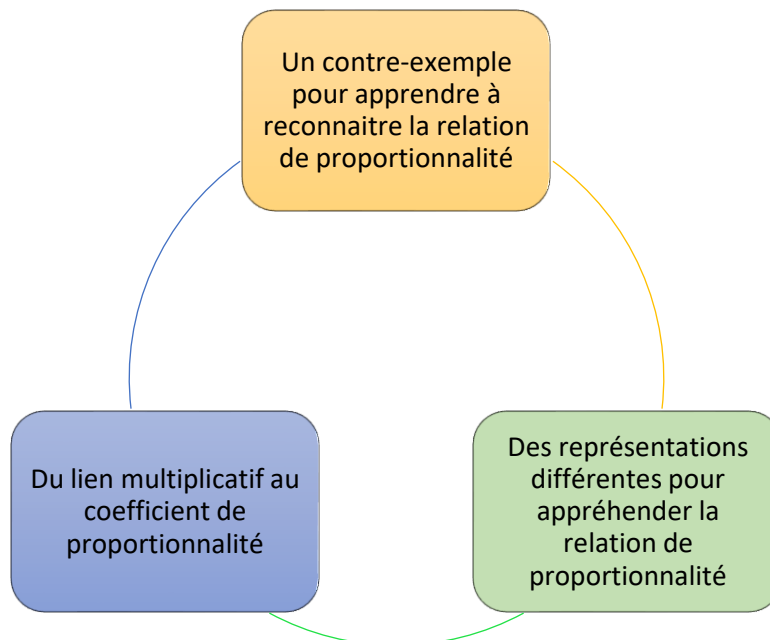 Un contre-exemple
pour apprendre à
reconnaitre la relation
de proportionnalité
Du lien multiplicatif au
coefficient de
proportionnalité
Des représentations
différentes pour
appréhender la
relation de
proportionnalité